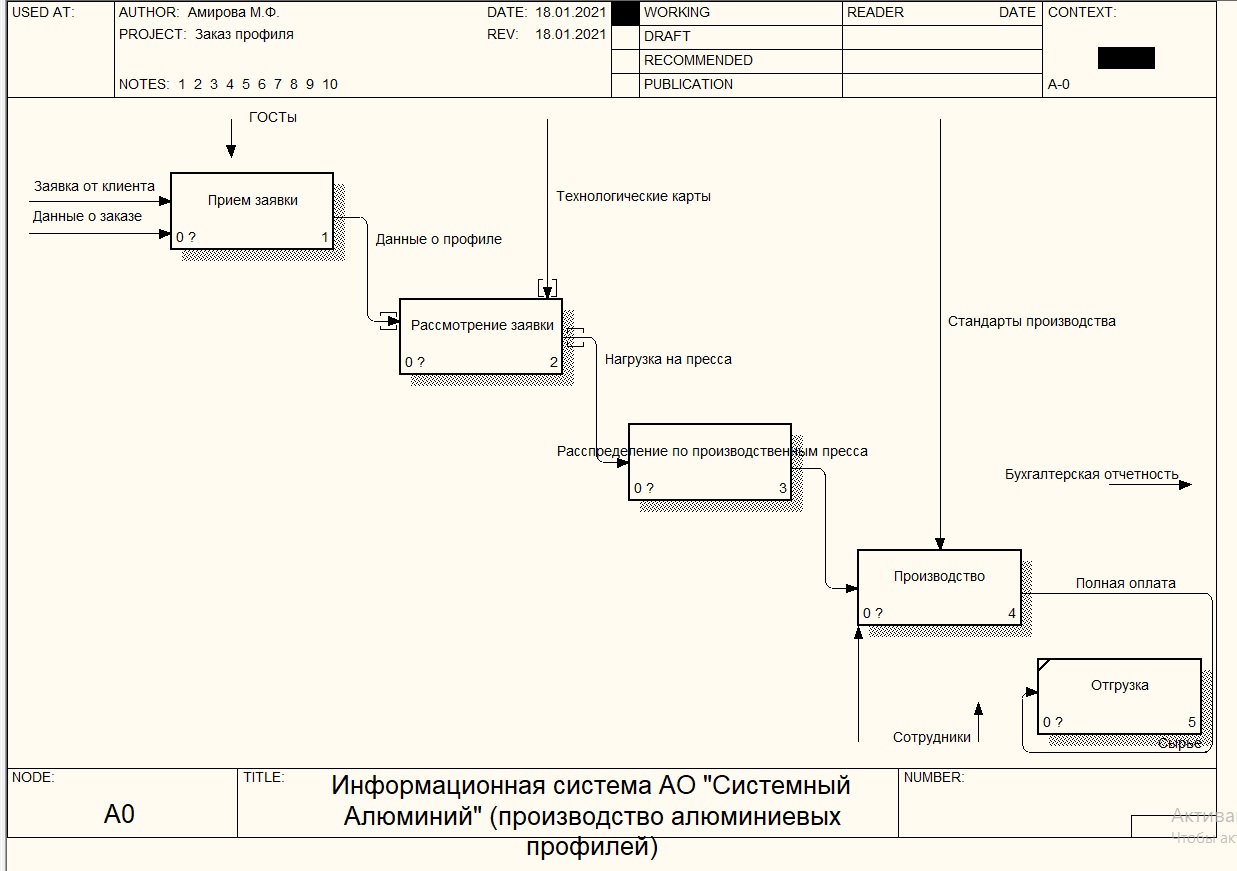 USED AT:
AUTHOR: Амирова М.Ф.
DATE: 18.01.2021
WORKING
READER
DATE
CONTEXT:
PROJECT: Заказ профиля
REV: 18.01.2021
DRAFT
RECOMMENDED
NOTES: 1 2 3 4 5 6 7 8 9 10
PUBLICATION
A-0
ГОСТы
Заявка от клиента
Данные о заказе
Прием заявки
0 ?
1
Технологические карты
Данные о профиле
Рассмотрение заявки
0 ?
2
Стандарты производства
Нагрузка на пресса
Расспределение по производственным пресса
0 ?
3
Бухгалтерская отчетность
Производство
0 ?
4
Полная оплата
Отгрузка
0 ?
5
Сотрудники
Сырье
NODE:
A0
TITLE:
Информационная система АО "Системный
Алюминий" (производство алюминиевых
профилей)
NUMBER: